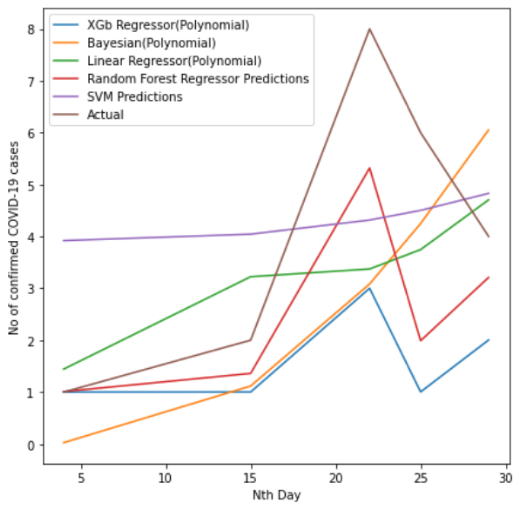 XGb Regressor(Polynomial)
Bayesian(Polynomial)
Linear Regressor(Polynomial)
Random Forest Regressor Predictions
SVM Predictions
Actual
8
7
6
5
4
3
2
1
0
No of confirmed COVID-19 cases
5 10 15 20 25 30
Nth Day